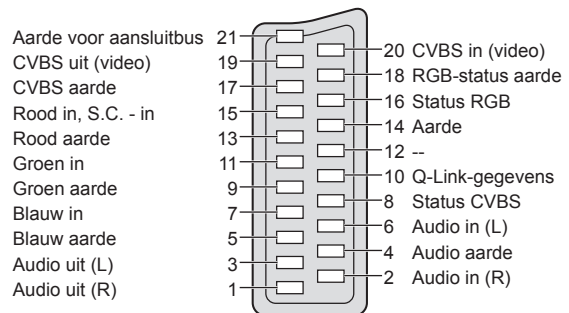 Aarde voor aansluitbus 21
CVBS uit (video) 19
CVBS aarde 17
Rood in, S.C. - in 15
Rood aarde 13
Groen in 11
Groen aarde 9
Blauw in 7
Blauw aarde 5
Audio uit (L) 3
Audio uit (R) 1
20 CVBS in (video)
18 RGB-status aarde
16 Status RGB
14 Aarde
12 --
10 Q-Link-gegevens
8 Status CVBS
6 Audio in (L)
4 Audio aarde
2 Audio in (R)